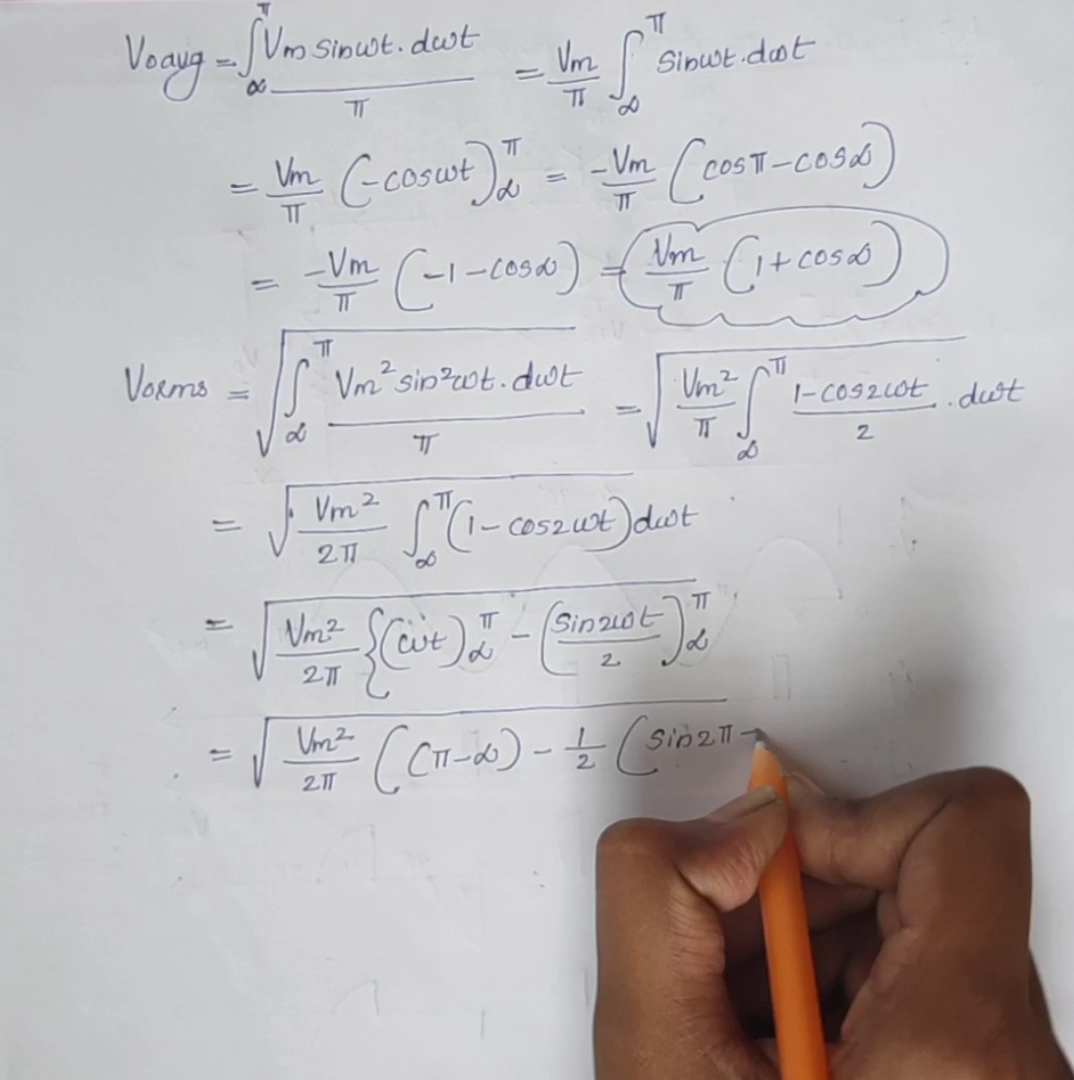 Voavg = ∫_α^π Vm sinωt . dωt / π = Vm/π ∫_α^π sinωt . dωt
= Vm/π (-cosωt)_α^π = -Vm/π (cosπ - cosα)
= -Vm/π (-1 - cosα) = Vm/π (1 + cosα)
Vorms = √(∫_α^π Vm² sin²ωt . dωt / π) = √(Vm²/π ∫_α^π (1 - cos2ωt)/2 . dωt)
= √(Vm²/2π ∫_α^π (1 - cos2ωt) dωt)
= √(Vm²/2π {(ωt)_α^π - (sin2ωt/2)_α^π
= √(Vm²/2π ((π - α) - 1/2 (sin2π -